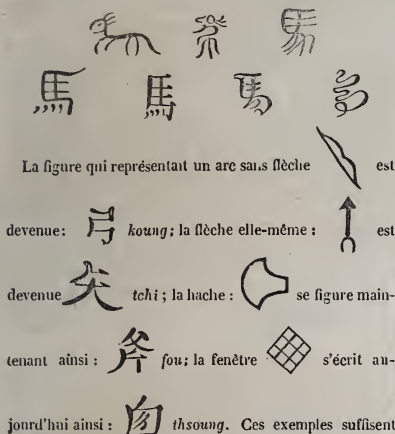 馬 馬 馬
La figure qui représentait un arc sans flèche est
devenue: 弓 koung; la flèche elle-même: est
devenue 矢 tchi; la hache: se figure main-
tenant ainsi: 斧 fou; la fenêtre s'écrit au-
jourd'hui ainsi: 囱 thsoung. Ces exemples suffisent